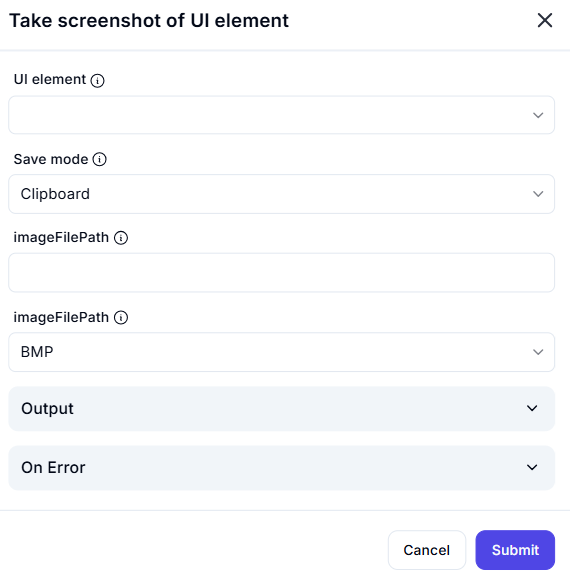 Take screenshot of UI element
UI element
Save mode
Clipboard
imageFilePath
imageFilePath
BMP
Output
On Error
Cancel
Submit